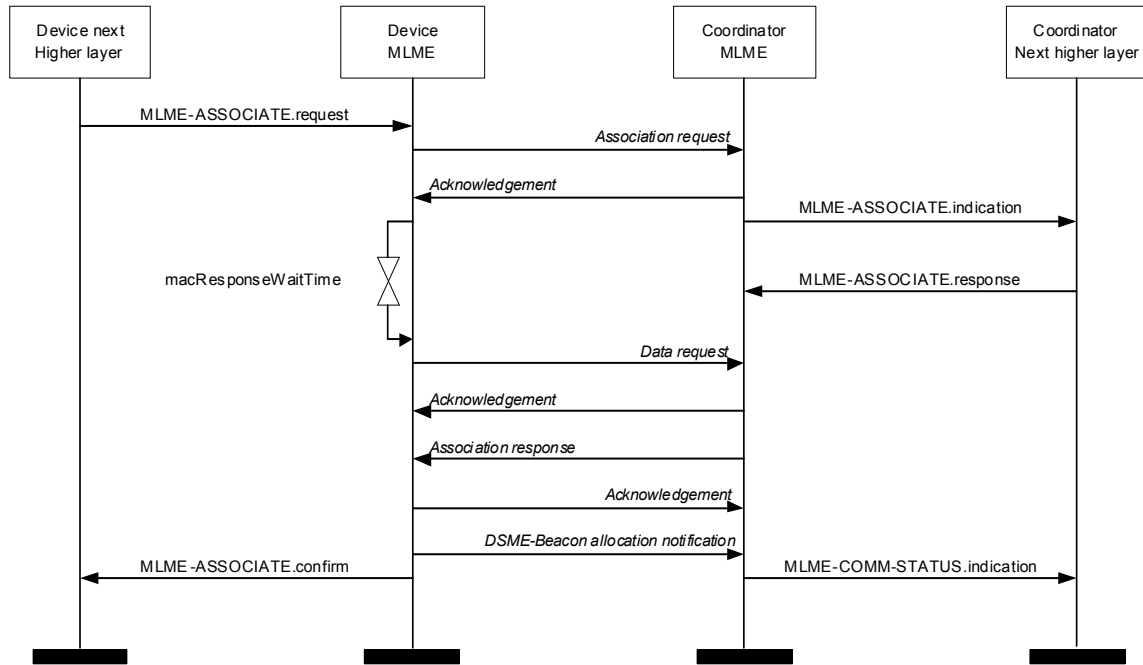 Device next
Higher layer
Device
MLME
Coordinator
MLME
Coordinator
Next higher layer
MLME-ASSOCIATE.request
Association request
Acknowledgement
MLME-ASSOCIATE.indication
macResponseWaitTime
MLME-ASSOCIATE.response
Data request
Acknowledgement
Association response
Acknowledgement
DSME-Beacon allocation notification
MLME-ASSOCIATE.confirm
MLME-COMM-STATUS.indication